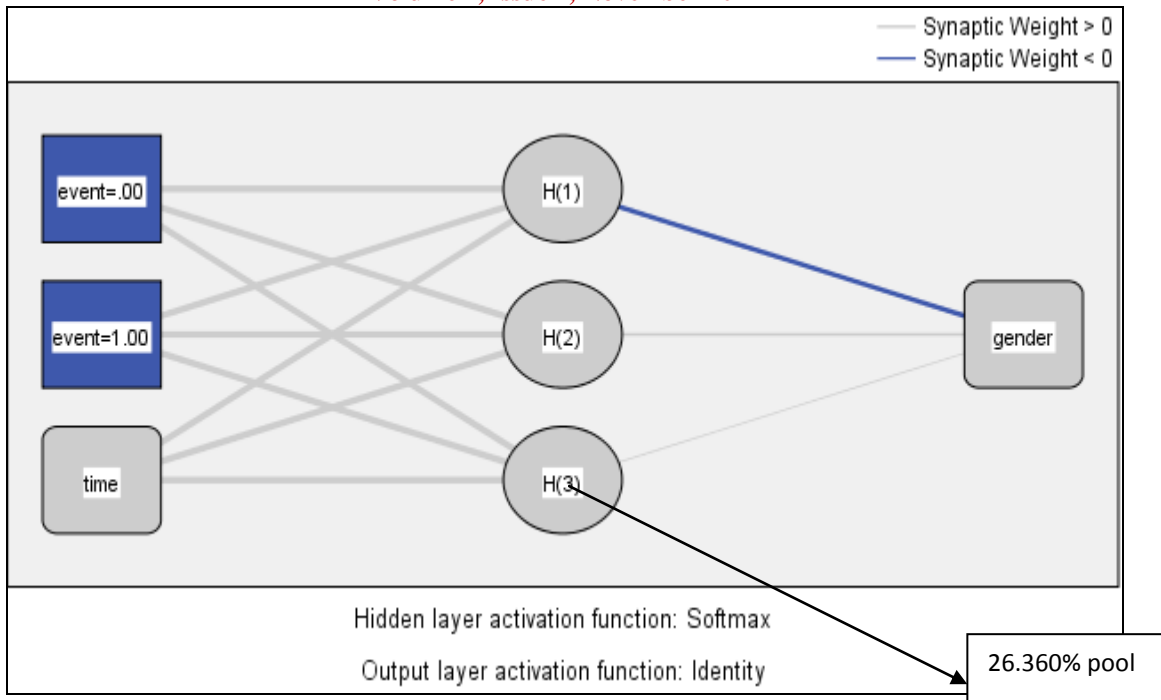 Synaptic Weight > 0
Synaptic Weight < 0
event=.00
H(1)
event=1.00
H(2)
gender
time
H(3)
Hidden layer activation function: Softmax
Output layer activation function: Identity
26.360% pool